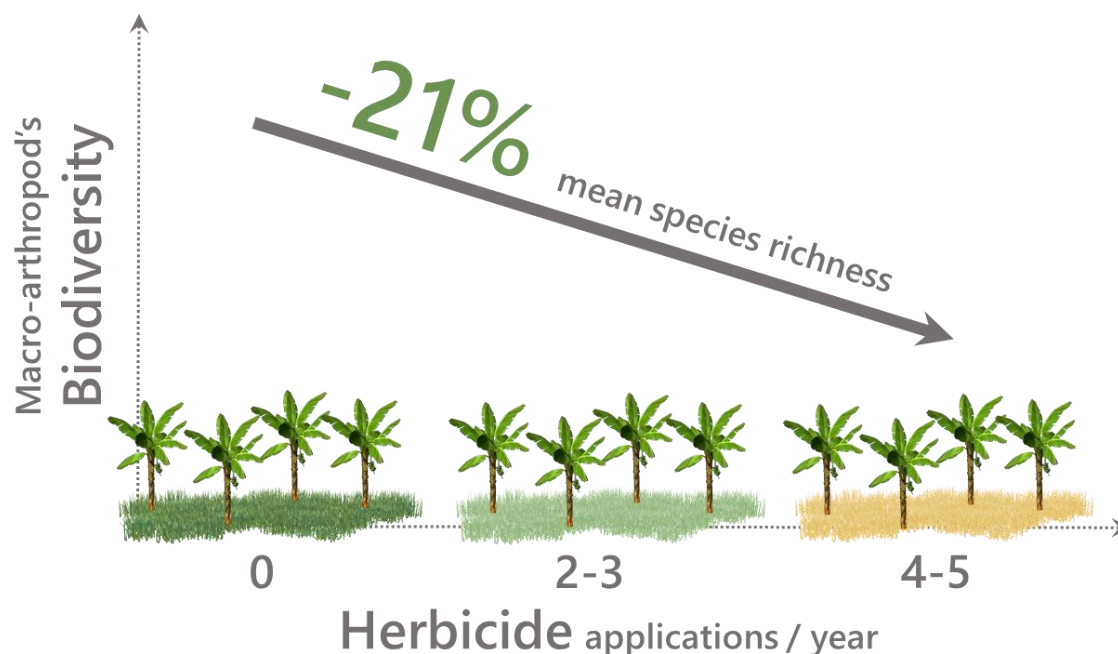 Macro-arthropod's
Biodiversity
-21%
mean species richness
0
2-3
4-5
Herbicide applications / year